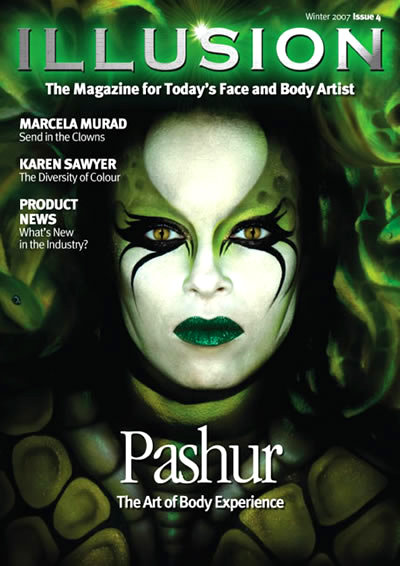 Winter 2007 Issue 4
ILLUSION
The Magazine for Today's Face and Body Artist
MARCELA MURAD
Send in the Clowns
KAREN SAWYER
The Diversity of Colour
PRODUCT
NEWS
What's New
in the Industry?
Pashur
The Art of Body Experience